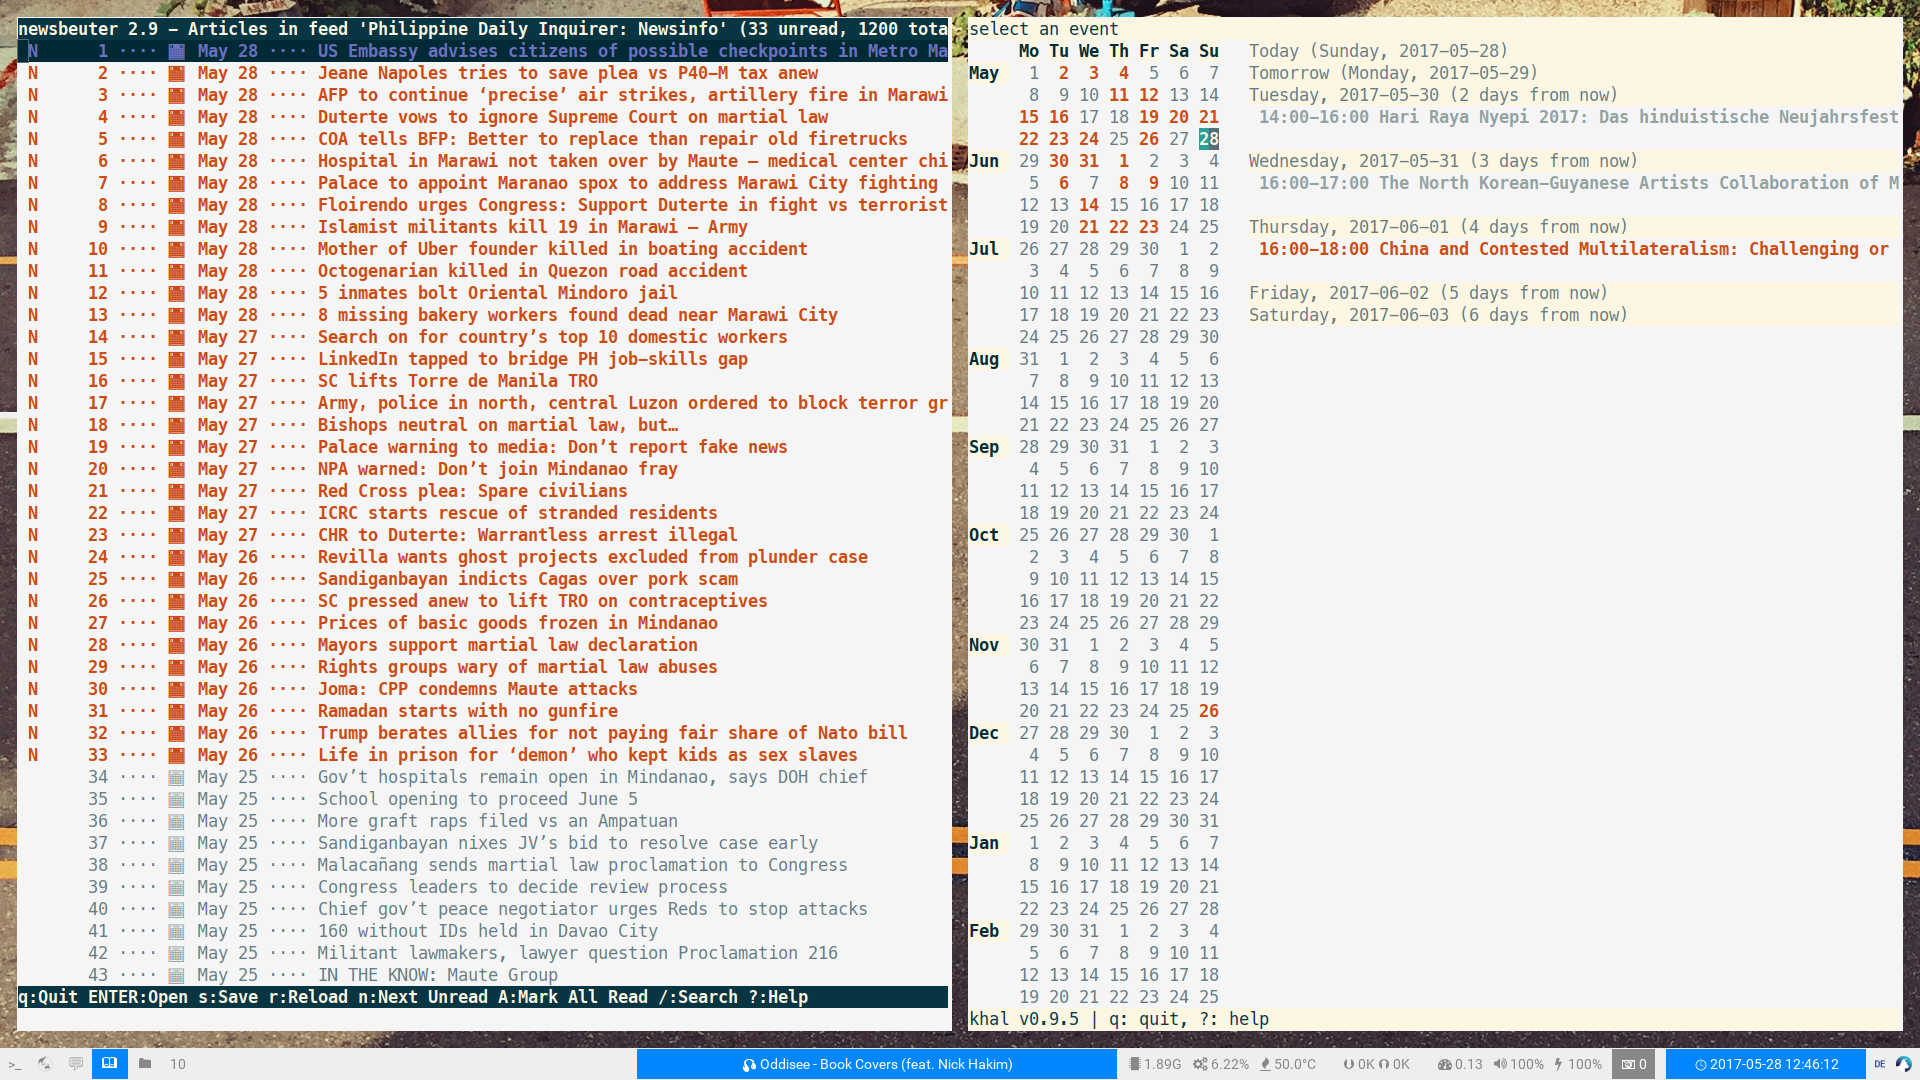 newsbeuter 2.9 – Articles in feed 'Philippine Daily Inquirer: Newsinfo' (33 unread, 1200 tota
N 1 ···· May 28 ···· US Embassy advises citizens of possible checkpoints in Metro Ma
N 2 ···· May 28 ···· Jeane Napoles tries to save plea vs P40–M tax anew
N 3 ···· May 28 ···· AFP to continue ‘precise’ air strikes, artillery fire in Marawi
N 4 ···· May 28 ···· Duterte vows to ignore Supreme Court on martial law
N 5 ···· May 28 ···· COA tells BFP: Better to replace than repair old firetrucks
N 6 ···· May 28 ···· Hospital in Marawi not taken over by Maute – medical center chi
N 7 ···· May 28 ···· Palace to appoint Maranao spox to address Marawi City fighting
N 8 ···· May 28 ···· Floirendo urges Congress: Support Duterte in fight vs terrorist
N 9 ···· May 28 ···· Islamist militants kill 19 in Marawi – Army
N 10 ···· May 28 ···· Mother of Uber founder killed in boating accident
N 11 ···· May 28 ···· Octogenarian killed in Quezon road accident
N 12 ···· May 28 ···· 5 inmates bolt Oriental Mindoro jail
N 13 ···· May 28 ···· 8 missing bakery workers found dead near Marawi City
N 14 ···· May 27 ···· Search on for country’s top 10 domestic workers
N 15 ···· May 27 ···· LinkedIn tapped to bridge PH job–skills gap
N 16 ···· May 27 ···· SC lifts Torre de Manila TRO
N 17 ···· May 27 ···· Army, police in north, central Luzon ordered to block terror gr
N 18 ···· May 27 ···· Bishops neutral on martial law, but…
N 19 ···· May 27 ···· Palace warning to media: Don’t report fake news
N 20 ···· May 27 ···· NPA warned: Don’t join Mindanao fray
N 21 ···· May 27 ···· Red Cross plea: Spare civilians
N 22 ···· May 27 ···· ICRC starts rescue of stranded residents
N 23 ···· May 27 ···· CHR to Duterte: Warrantless arrest illegal
N 24 ···· May 26 ···· Revilla wants ghost projects excluded from plunder case
N 25 ···· May 26 ···· Sandiganbayan indicts Cagas over pork scam
N 26 ···· May 26 ···· SC pressed anew to lift TRO on contraceptives
N 27 ···· May 26 ···· Prices of basic goods frozen in Mindanao
N 28 ···· May 26 ···· Mayors support martial law declaration
N 29 ···· May 26 ···· Rights groups wary of martial law abuses
N 30 ···· May 26 ···· Joma: CPP condemns Maute attacks
N 31 ···· May 26 ···· Ramadan starts with no gunfire
N 32 ···· May 26 ···· Trump berates allies for not paying fair share of Nato bill
N 33 ···· May 26 ···· Life in prison for ‘demon’ who kept kids as sex slaves
34 ···· May 25 ···· Gov’t hospitals remain open in Mindanao, says DOH chief
35 ···· May 25 ···· School opening to proceed June 5
36 ···· May 25 ···· More graft raps filed vs an Ampatuan
37 ···· May 25 ···· Sandiganbayan nixes JV’s bid to resolve case early
38 ···· May 25 ···· Malacañang sends martial law proclamation to Congress
39 ···· May 25 ···· Congress leaders to decide review process
40 ···· May 25 ···· Chief gov’t peace negotiator urges Reds to stop attacks
41 ···· May 25 ···· 160 without IDs held in Davao City
42 ···· May 25 ···· Militant lawmakers, lawyer question Proclamation 216
43 ···· May 25 ···· IN THE KNOW: Maute Group
q:Quit ENTER:Open s:Save r:Reload n:Next Unread A:Mark All Read /:Search ?:Help
select an event
Mo Tu We Th Fr Sa Su
May 1 2 3 4 5 6 7
8 9 10 11 12 13 14
15 16 17 18 19 20 21
22 23 24 25 26 27 28
Jun 29 30 31 1 2 3 4
5 6 7 8 9 10 11
12 13 14 15 16 17 18
19 20 21 22 23 24 25
Jul 26 27 28 29 30 1 2
3 4 5 6 7 8 9
10 11 12 13 14 15 16
17 18 19 20 21 22 23
24 25 26 27 28 29 30
Aug 31 1 2 3 4 5 6
7 8 9 10 11 12 13
14 15 16 17 18 19 20
21 22 23 24 25 26 27
Sep 28 29 30 31 1 2 3
4 5 6 7 8 9 10
11 12 13 14 15 16 17
18 19 20 21 22 23 24
Oct 25 26 27 28 29 30 1
2 3 4 5 6 7 8
9 10 11 12 13 14 15
16 17 18 19 20 21 22
23 24 25 26 27 28 29
Nov 30 31 1 2 3 4 5
6 7 8 9 10 11 12
13 14 15 16 17 18 19
20 21 22 23 24 25 26
Dec 27 28 29 30 1 2 3
4 5 6 7 8 9 10
11 12 13 14 15 16 17
18 19 20 21 22 23 24
25 26 27 28 29 30 31
Jan 1 2 3 4 5 6 7
8 9 10 11 12 13 14
15 16 17 18 19 20 21
22 23 24 25 26 27 28
Feb 29 30 31 1 2 3 4
5 6 7 8 9 10 11
12 13 14 15 16 17 18
19 20 21 22 23 24 25
Today (Sunday, 2017–05–28)
Tomorrow (Monday, 2017–05–29)
Tuesday, 2017–05–30 (2 days from now)
14:00–16:00 Hari Raya Nyepi 2017: Das hinduistische Neujahrsfest
Wednesday, 2017–05–31 (3 days from now)
16:00–17:00 The North Korean–Guyanese Artists Collaboration of M
Thursday, 2017–06–01 (4 days from now)
16:00–18:00 China and Contested Multilateralism: Challenging or
Friday, 2017–06–02 (5 days from now)
Saturday, 2017–06–03 (6 days from now)
khal v0.9.5 | q: quit, ?: help
>_ 10 Oddisee - Book Covers (feat. Nick Hakim) 1.89G 6.22% 50.0°C 0K 0K 0.13 100% 100% 0 2017-05-28 12:46:12 DE